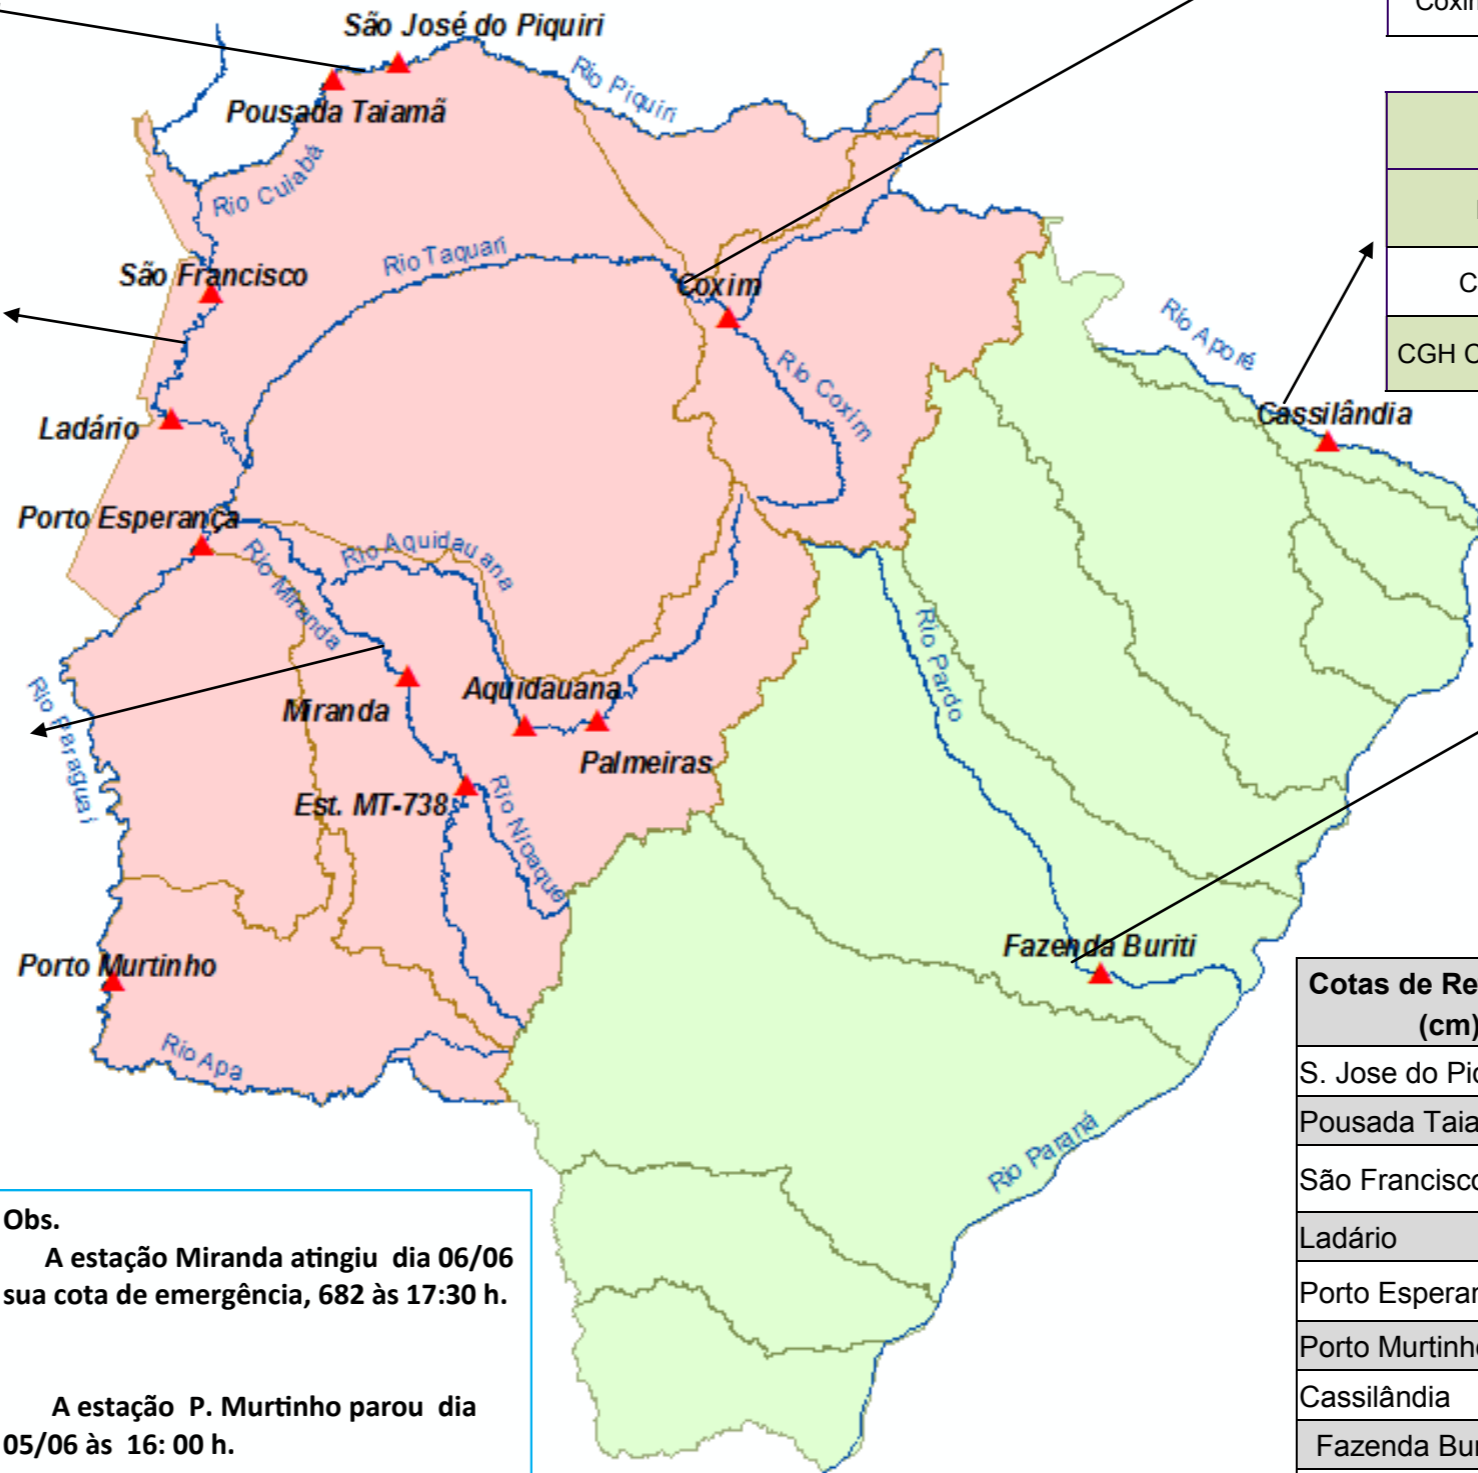 Coxim
São José do Piquiri
Rio Piquiri
Pousada Taiamã
Rio Cuiabá
São Francisco
Rio Taquari
Coxim
Rio Coxim
Rio Aporé
Cassilândia
CGH C
Ladário
Porto Esperança
Rio Miranda
Rio Aquidauana
Rio Pardo
Rio Paraguai
Miranda
Aquidauana
Palmeiras
Est. MT-738
Rio Nioaque
Porto Murtinho
Rio Apa
Fazenda Buriti
Rio Paraná
Cotas de Re
(cm)
S. Jose do Pi
Pousada Taia
São Francisco
Ladário
Porto Espera
Porto Murtinho
Cassilândia
Fazenda Bu
Obs.
A estação Miranda atingiu dia 06/06
sua cota de emergência, 682 às 17:30 h.
A estação P. Murtinho parou dia
05/06 às 16: 00 h.